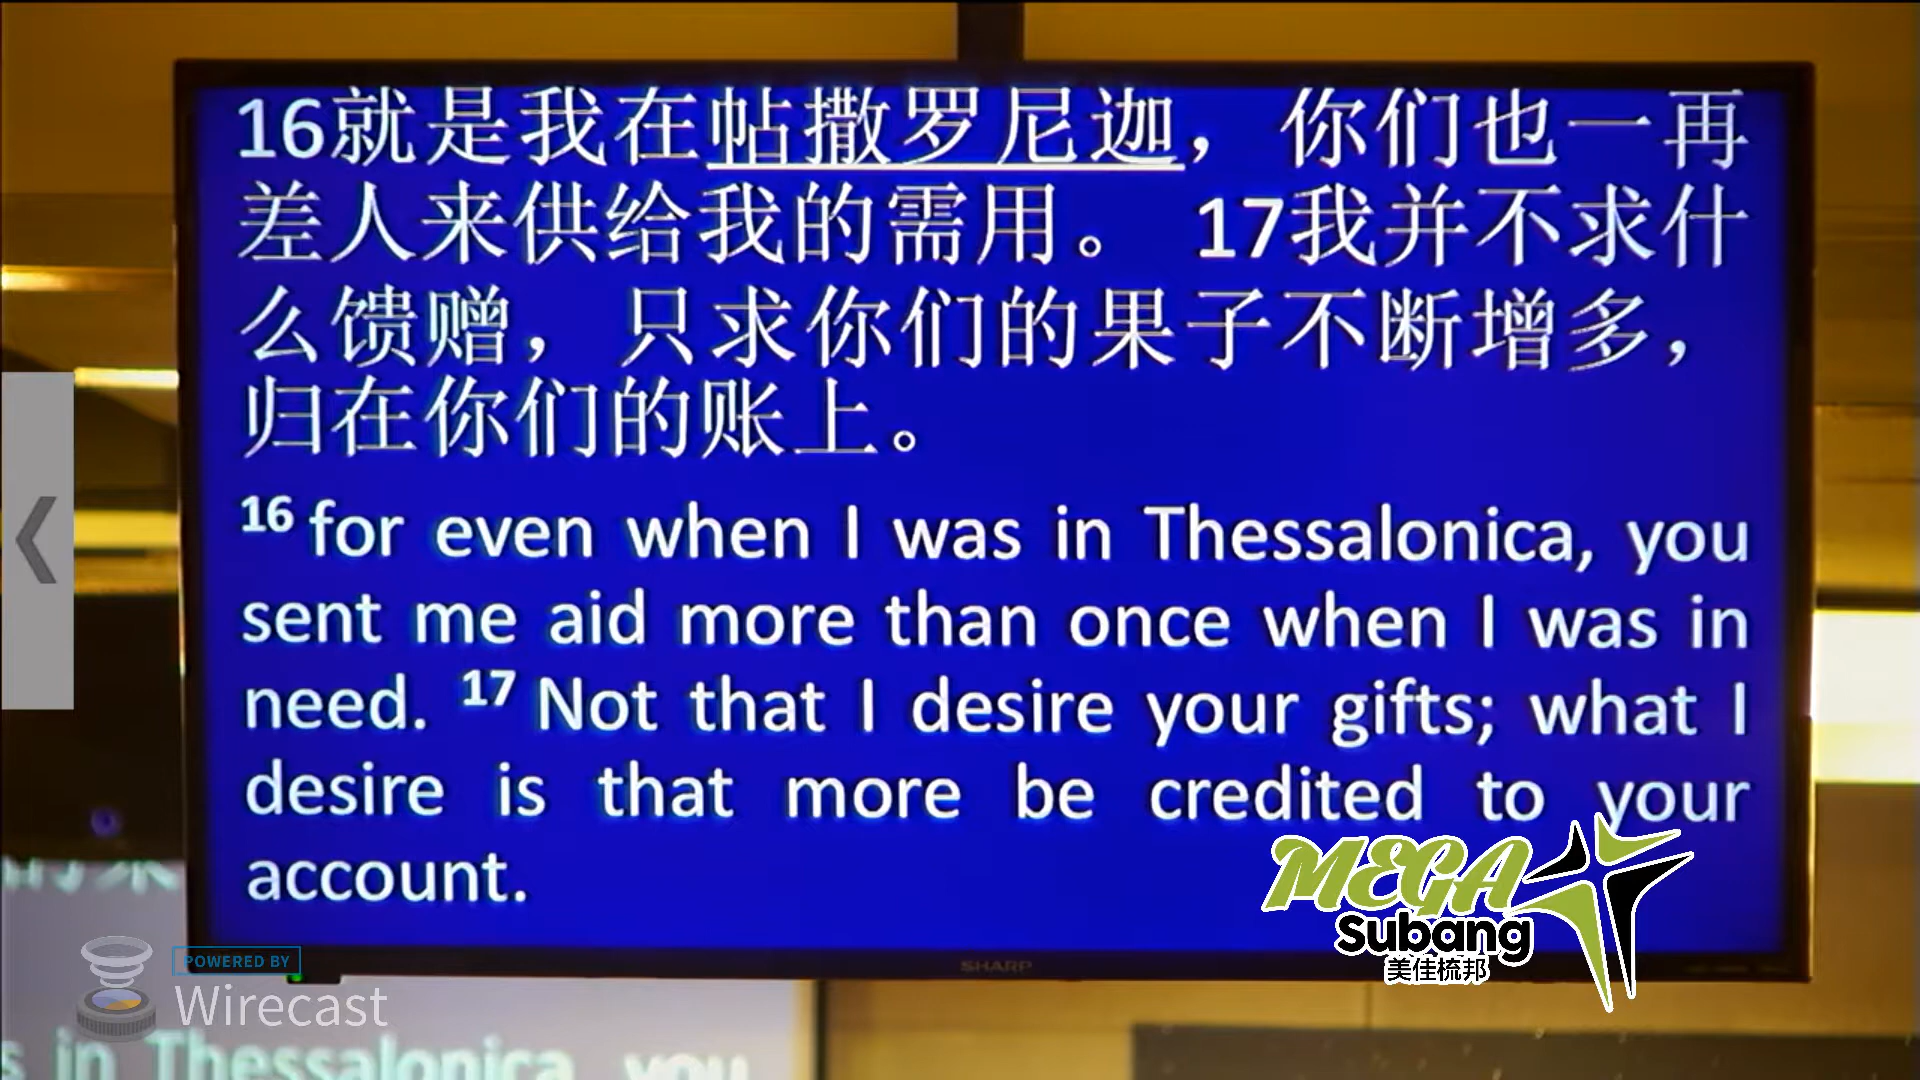 16就是我在帖撒罗尼迦，你们也一再
差人来供给我的需用。 17我并不求什
么馈赠，只求你们的果子不断增多，
归在你们的账上。
16 for even when I was in Thessalonica, you
sent me aid more than once when I was in
need. 17 Not that I desire your gifts; what I
desire is that more be credited to your
account.
MEGA
Subang
美佳梳邦
SHARP
POWERED BY
Wirecast
s in Thessalonica, you